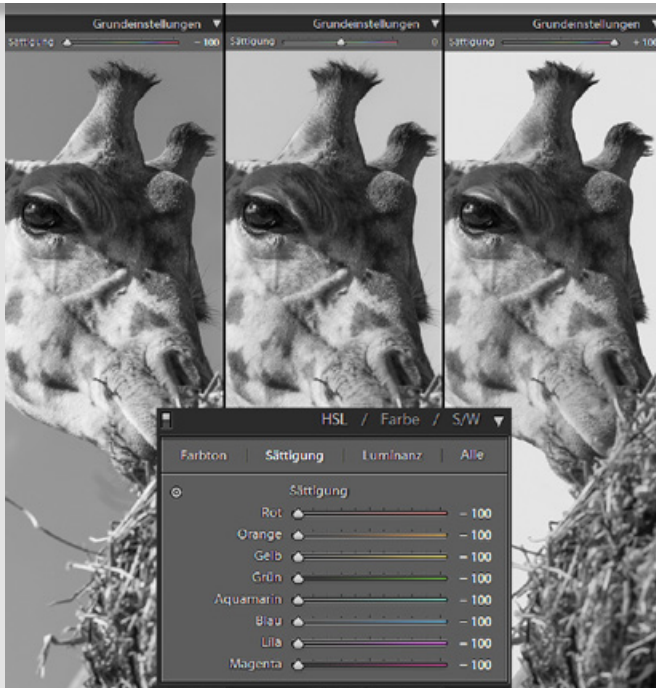 Grundeinstellungen
Sättigung - 100
Grundeinstellungen
Sättigung 0
Grundeinstellungen
Sättigung + 100
HSL / Farbe / S/W
Farbton | Sättigung | Luminanz | Alle
Sättigung
Rot - 100
Orange - 100
Gelb - 100
Grün - 100
Aquamarin - 100
Blau - 100
Lila - 100
Magenta - 100